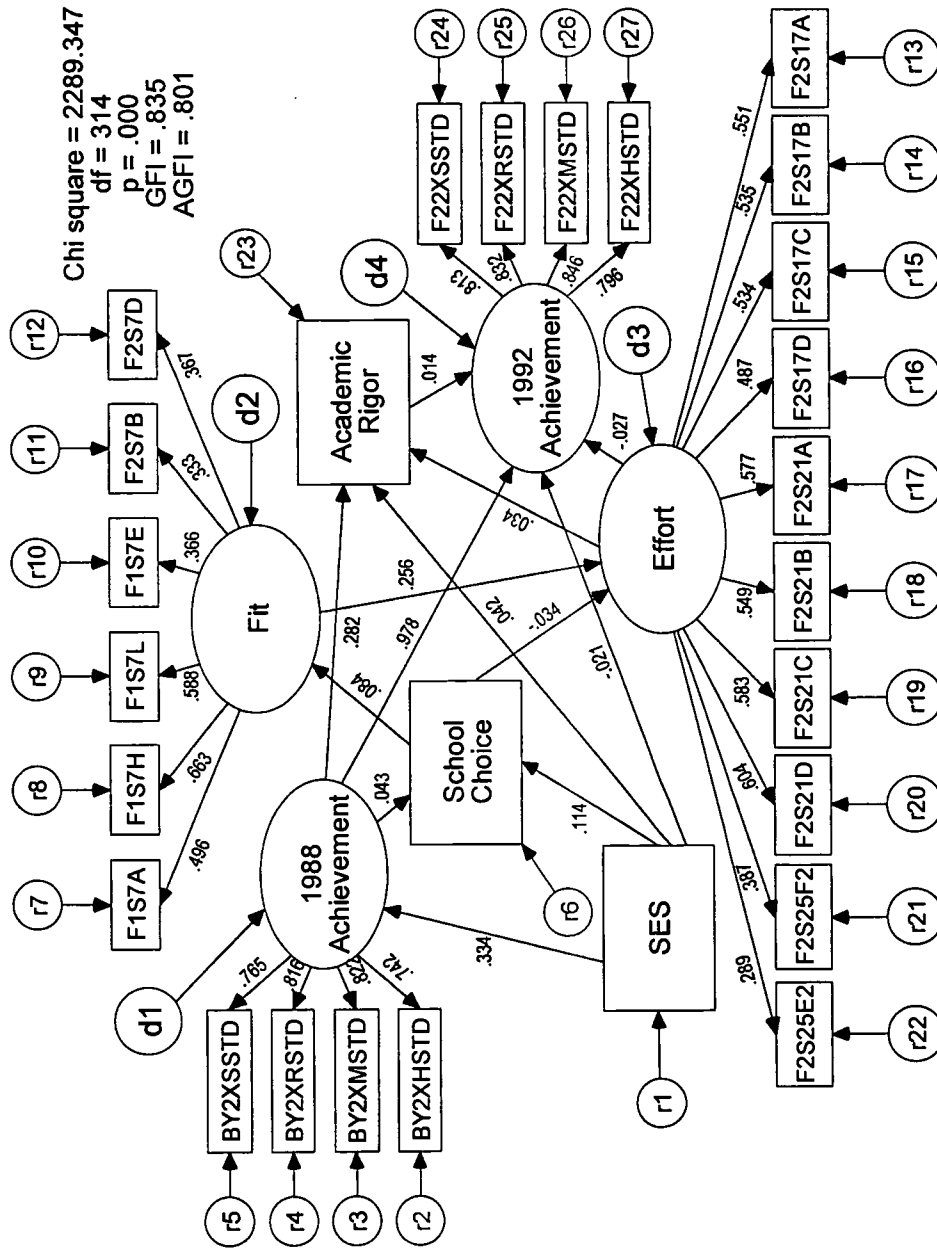 Chi square = 2289.347
df = 314
p = .000
GFI = .835
AGFI = .801
r7
r8
r9
r10
r11
r12
F1S7A
F1S7H
F1S7L
F1S7E
F2S7B
F2S7D
.496
.663
.588
.366
.333
.367
Fit
d2
d1
r5
r4
r3
r2
BY2XSSTD
BY2XRSTD
BY2XMSTD
BY2XHSTD
.765
.816
.742
1988
Achievement
.043
.084
.282
.978
.256
r23
Academic
Rigor
.014
d4
1992
Achievement
.813
.832
.846
.796
F22XSSTD
F22XRSTD
F22XMSTD
F22XHSTD
r24
r25
r26
r27
School
Choice
r6
.334
.114
.042
-.034
-.021
.034
-.027
SES
r1
Effort
d3
.289
.387
.604
.583
.549
.577
.487
.534
.535
.551
F2S25E2
F2S25F2
F2S21D
F2S21C
F2S21B
F2S21A
F2S17D
F2S17C
F2S17B
F2S17A
r22
r21
r20
r19
r18
r17
r16
r15
r14
r13